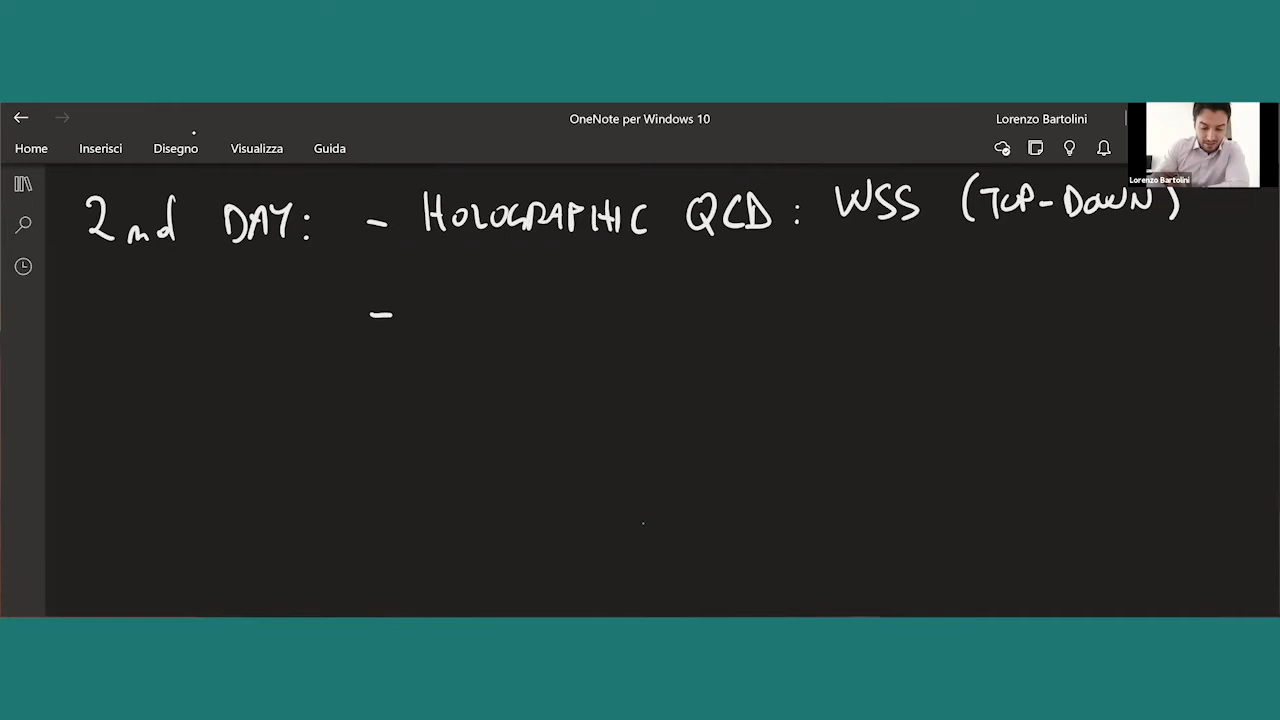 OneNote per Windows 10
Lorenzo Bartolini
Home Inserisci Disegno Visualizza Guida
Lorenzo Bartolini
2nd DAY: - HOLOGRAPHIC QCD: WSS (TOP-DOWN)
-